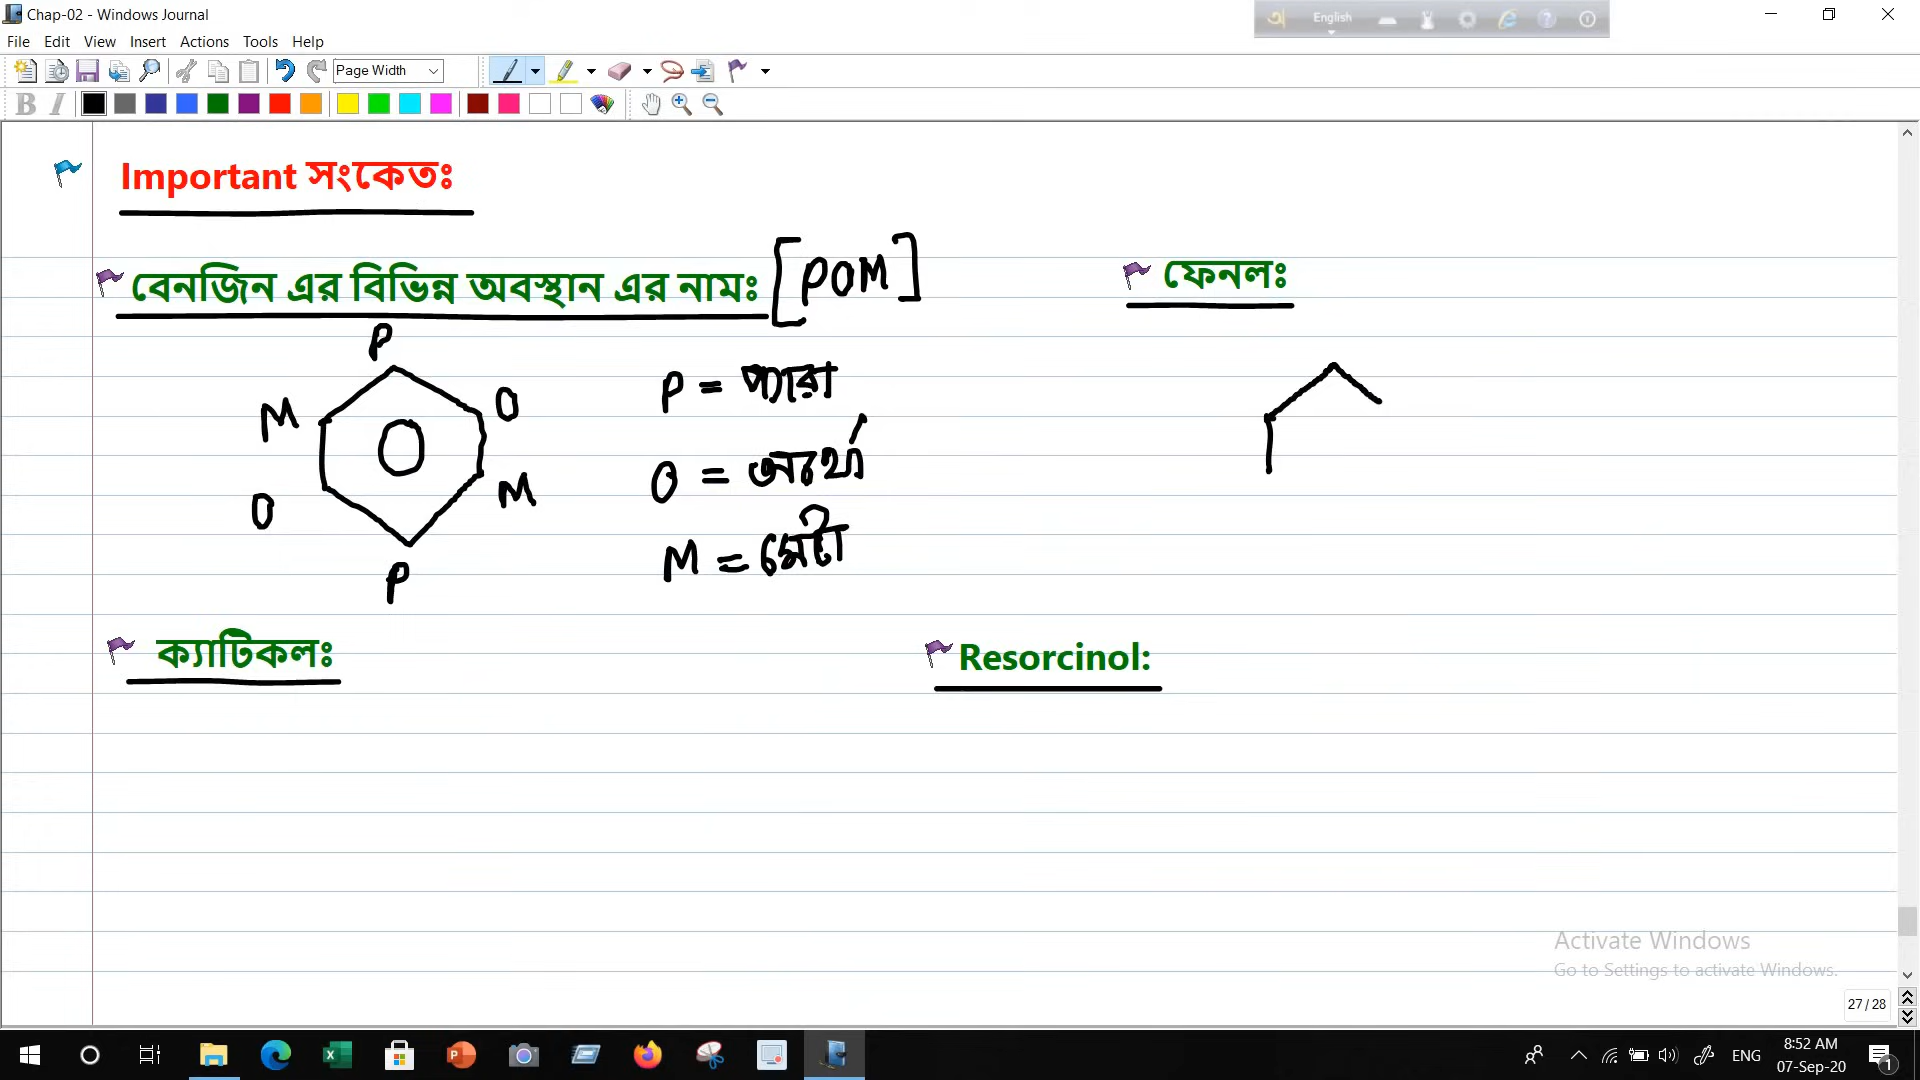 Chap-02 - Windows Journal
English
File Edit View Insert Actions Tools Help
Page Width
B I
Important সংকেতঃ
বেনজিন এর বিভিন্ন অবস্থান এর নামঃ [POM]
ফেনলঃ
P
M O
O M
P
P = প্যারা
O = অর্থো
M = মেটা
ক্যাটিকলঃ
Resorcinol:
Activate Windows
Go to Settings to activate Windows.
27 / 28
ENG
8:52 AM
07-Sep-20
1